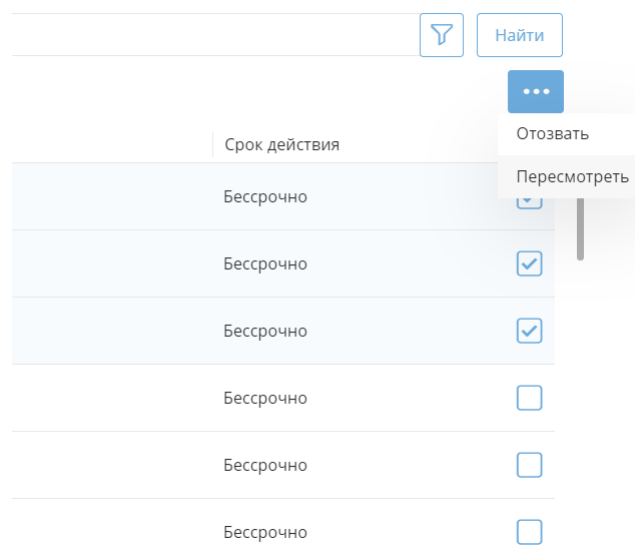 Найти
Отозвать
Срок действия
Пересмотреть
Бессрочно
Бессрочно
Бессрочно
Бессрочно
Бессрочно
Бессрочно